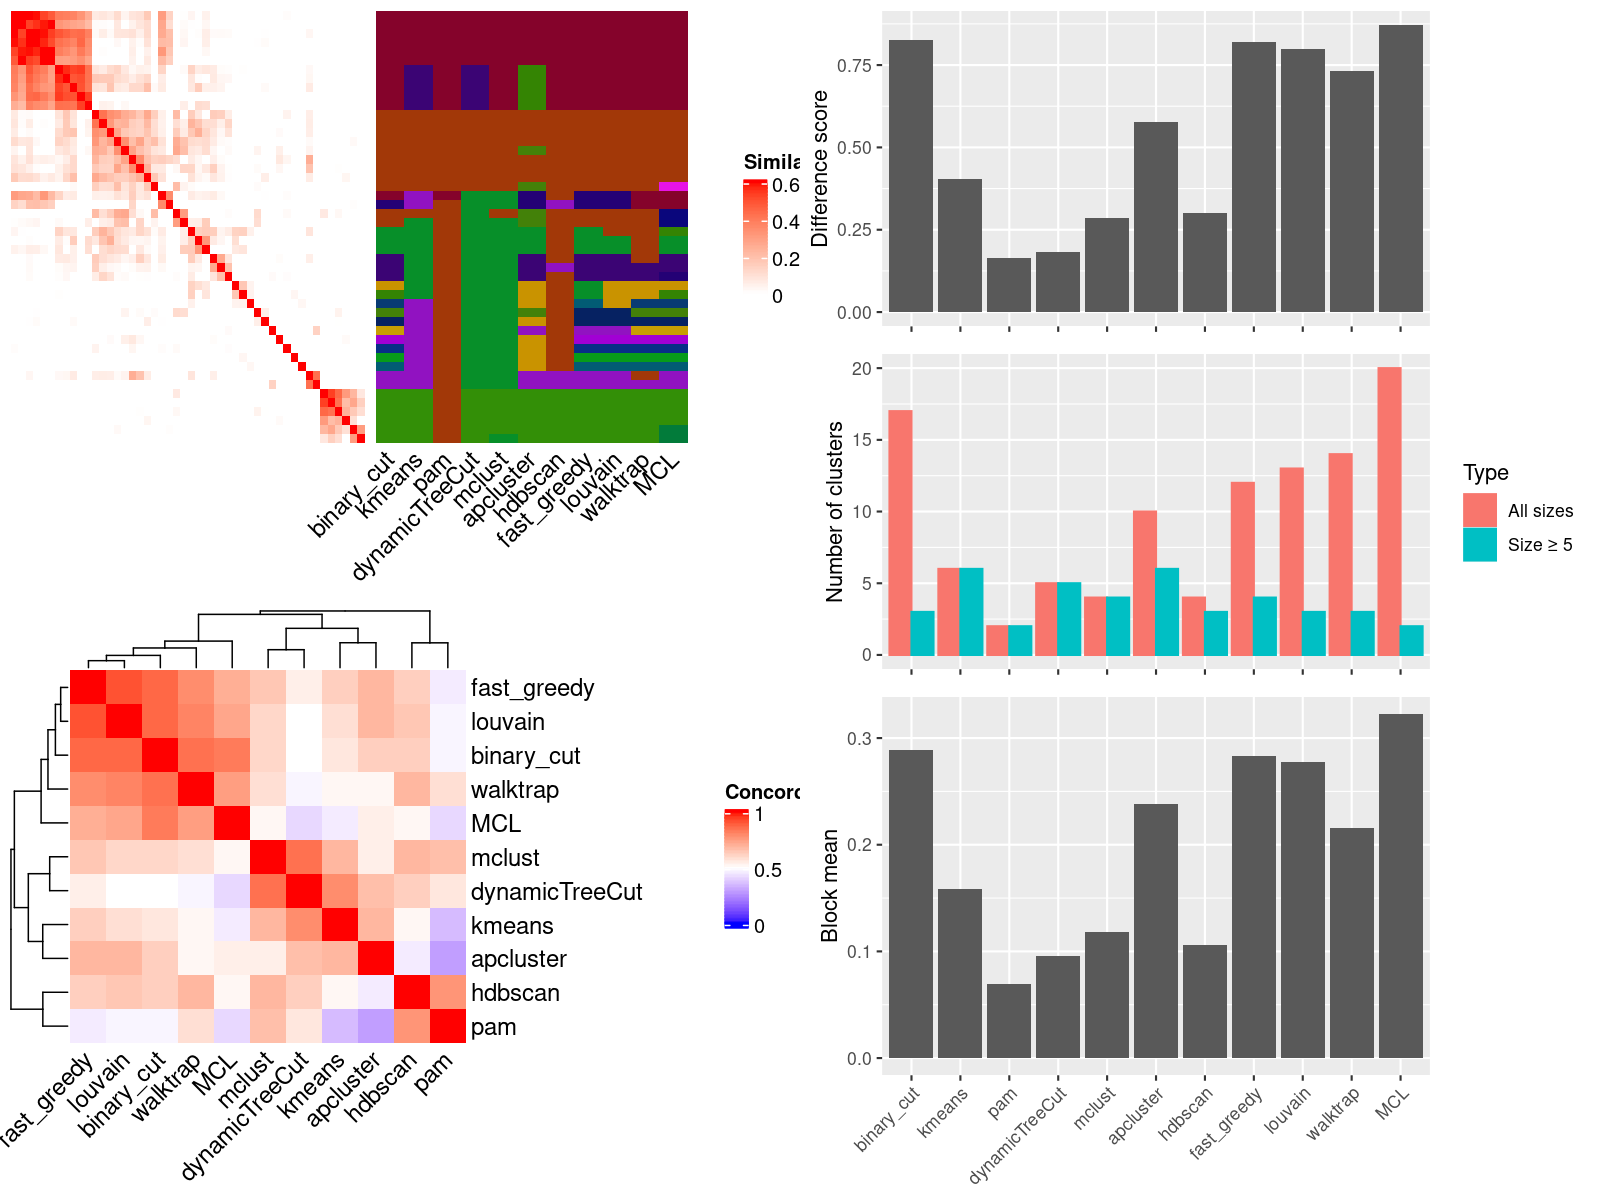 Simila
0.6
0.4
0.2
0
binary_cut
kmeans
pam
dynamicTreeCut
mclust
apcluster
hdbscan
fast_greedy
louvain
walktrap
MCL
fast_greedy
louvain
binary_cut
walktrap
MCL
mclust
dynamicTreeCut
kmeans
apcluster
hdbscan
pam
fast_greedy
louvain
binary_cut
walktrap
MCL
mclust
dynamicTreeCut
kmeans
apcluster
hdbscan
pam
Concord
1
0.5
0
Difference score
0.75
0.50
0.25
0.00
Number of clusters
20
15
10
5
0
Type
All sizes
Size ≥ 5
Block mean
0.3
0.2
0.1
0.0
binary_cut
kmeans
pam
dynamicTreeCut
mclust
apcluster
hdbscan
fast_greedy
louvain
walktrap
MCL